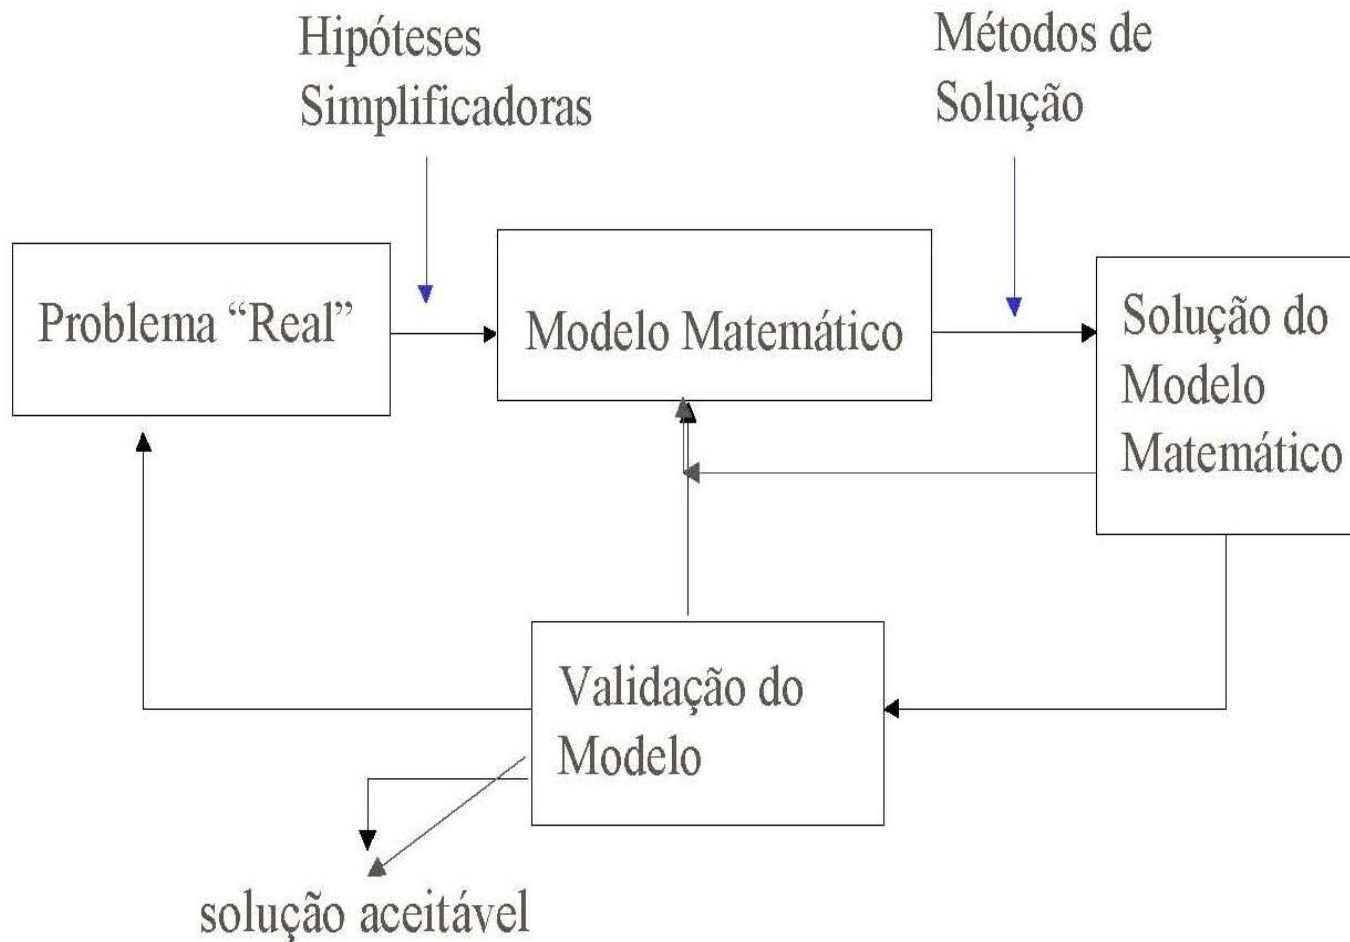 Hipóteses
Simplificadoras
Métodos de
Solução
Problema “Real”
Modelo Matemático
Solução do
Modelo
Matemático
Validação do
Modelo
solução aceitável